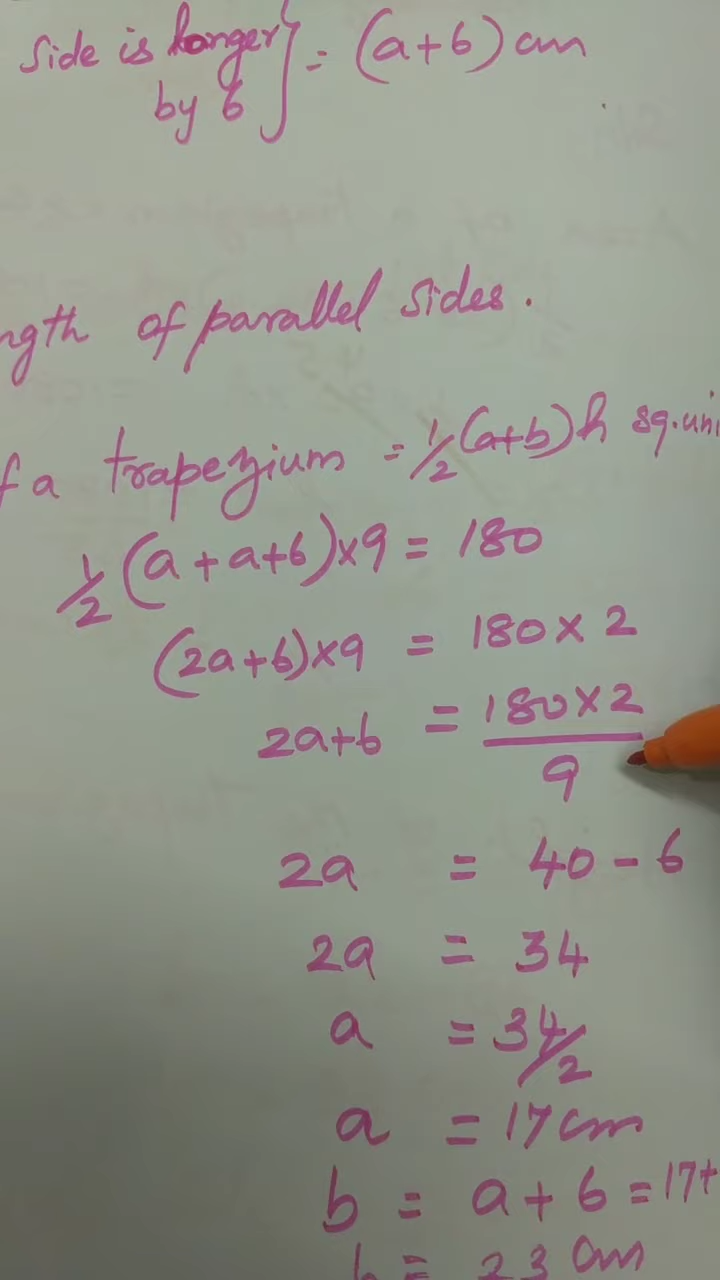 side is longer } = (a+6) cm
by 6
ngth of parallel sides.
f a trapezium = 1/2 (a+b) h sq.uni
1/2 (a+a+6)×9 = 180
(2a+6)×9 = 180×2
2a+6 = 180×2/9
2a = 40-6
2a = 34
a = 34/2
a = 17cm
b = a+6 = 17+
b = 23 cm